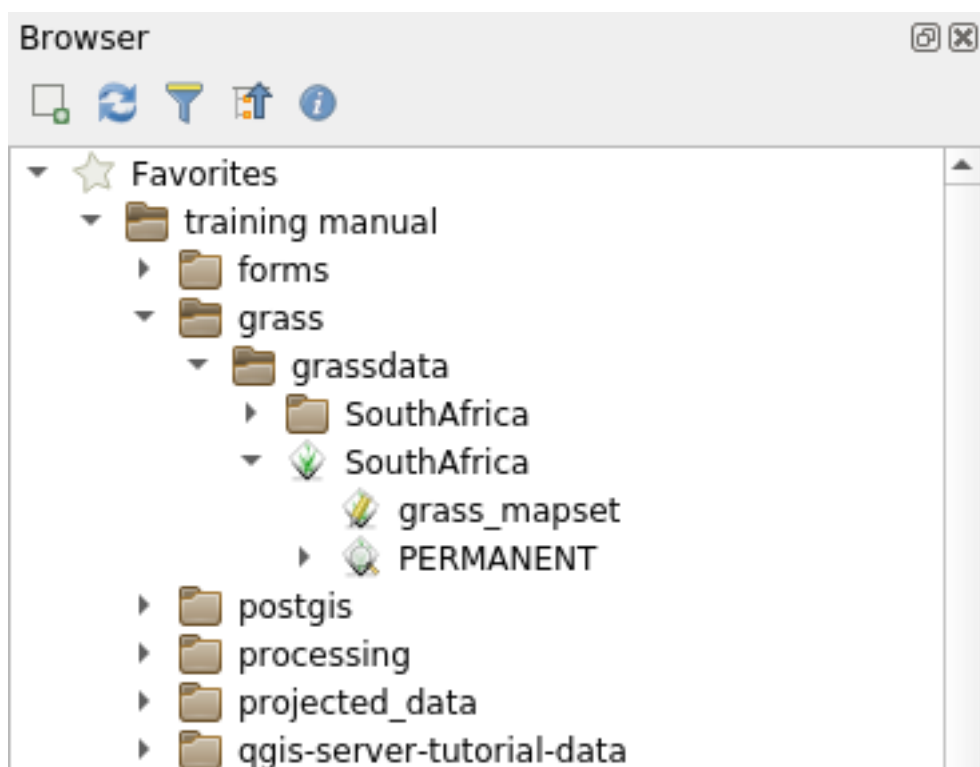 Browser
Favorites
training manual
forms
grass
grassdata
SouthAfrica
SouthAfrica
grass_mapset
PERMANENT
postgis
processing
projected_data
qgis-server-tutorial-data